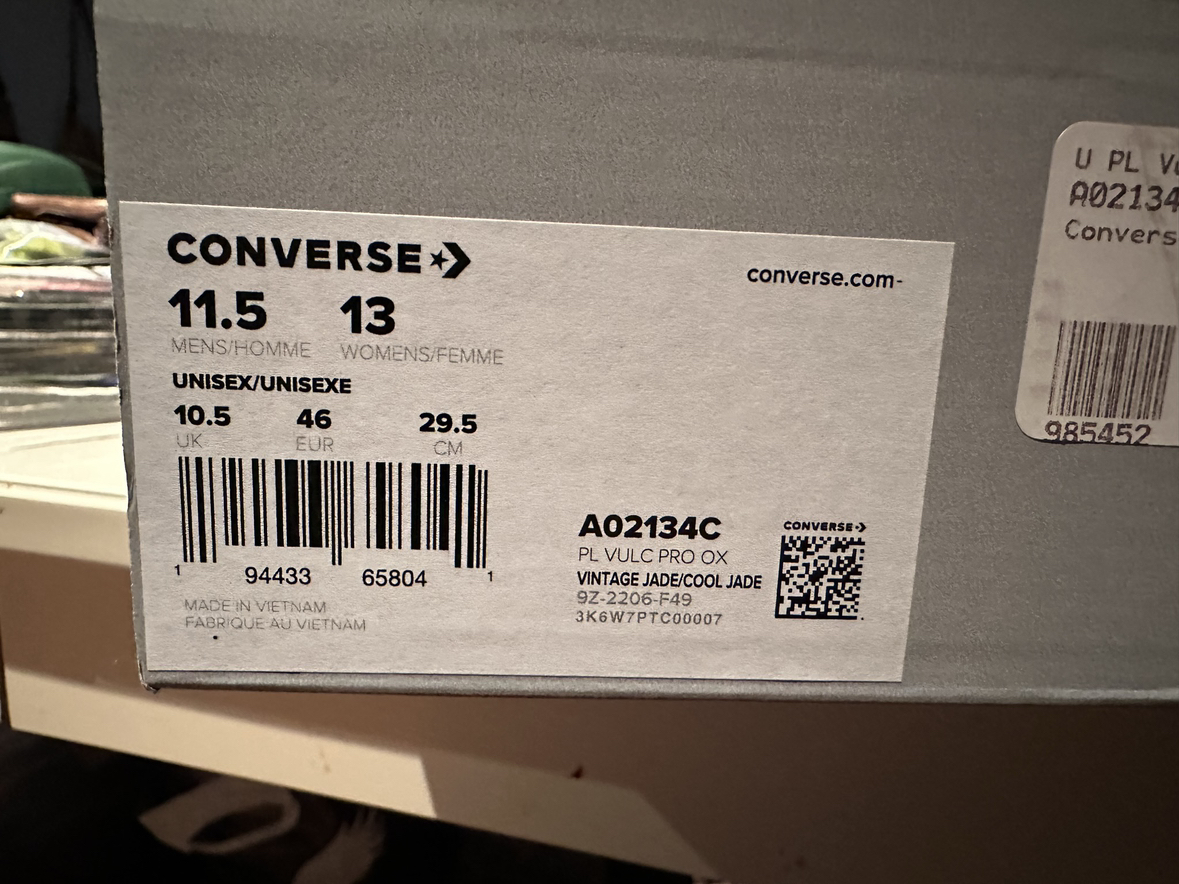 CONVERSE
converse.com-
11.5 13
MENS/HOMME WOMENS/FEMME
UNISEX/UNISEXE
10.5 46 29.5
UK EUR CM
1 94433 65804 1
MADE IN VIETNAM
FABRIQUE AU VIETNAM
A02134C
PL VULC PRO OX
VINTAGE JADE/COOL JADE
9Z-2206-F49
3K6W7PTC00007
CONVERSE
U PL
A02134
Convers
985452